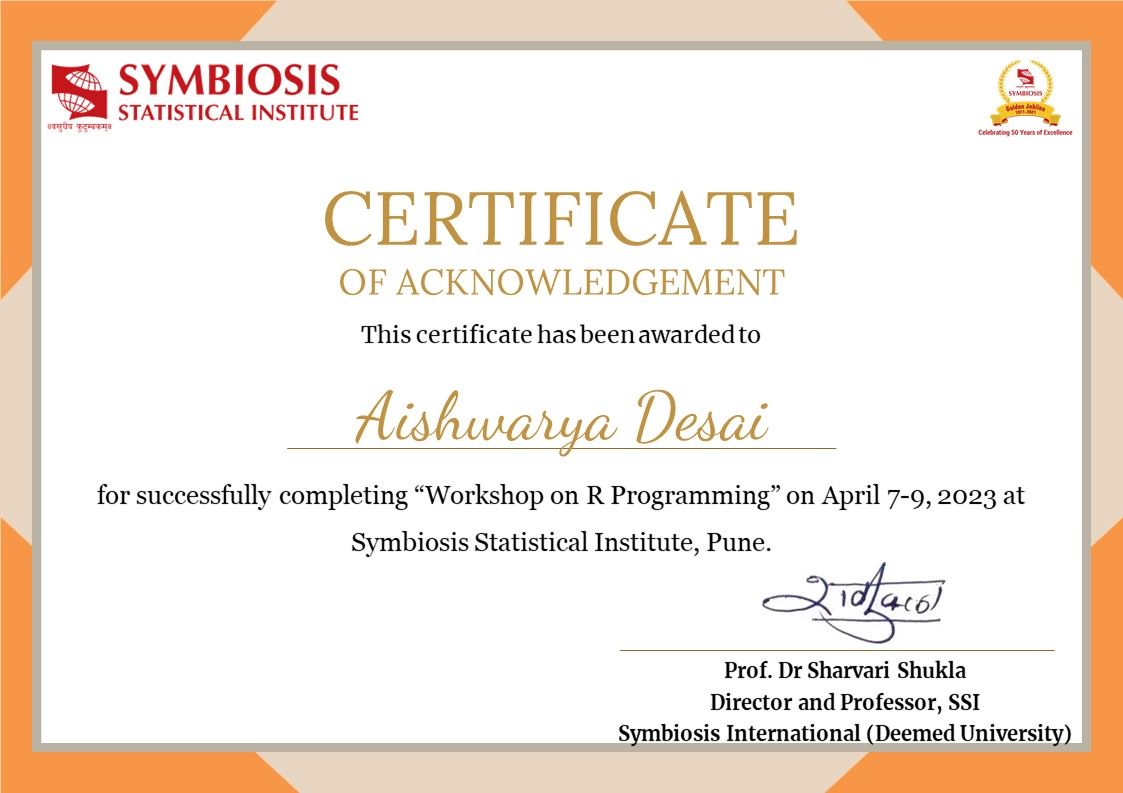 SYMBIOSIS
STATISTICAL INSTITUTE
॥वसुधैव कुटुम्बकम्॥
SYMBIOSIS
Golden Jubilee
1971-2021
Celebrating 50 Years of Excellence
CERTIFICATE
OF ACKNOWLEDGEMENT
This certificate has been awarded to
Aishwarya Desai
for successfully completing “Workshop on R Programming” on April 7-9, 2023 at
Symbiosis Statistical Institute, Pune.
Prof. Dr Sharvari Shukla
Director and Professor, SSI
Symbiosis International (Deemed University)